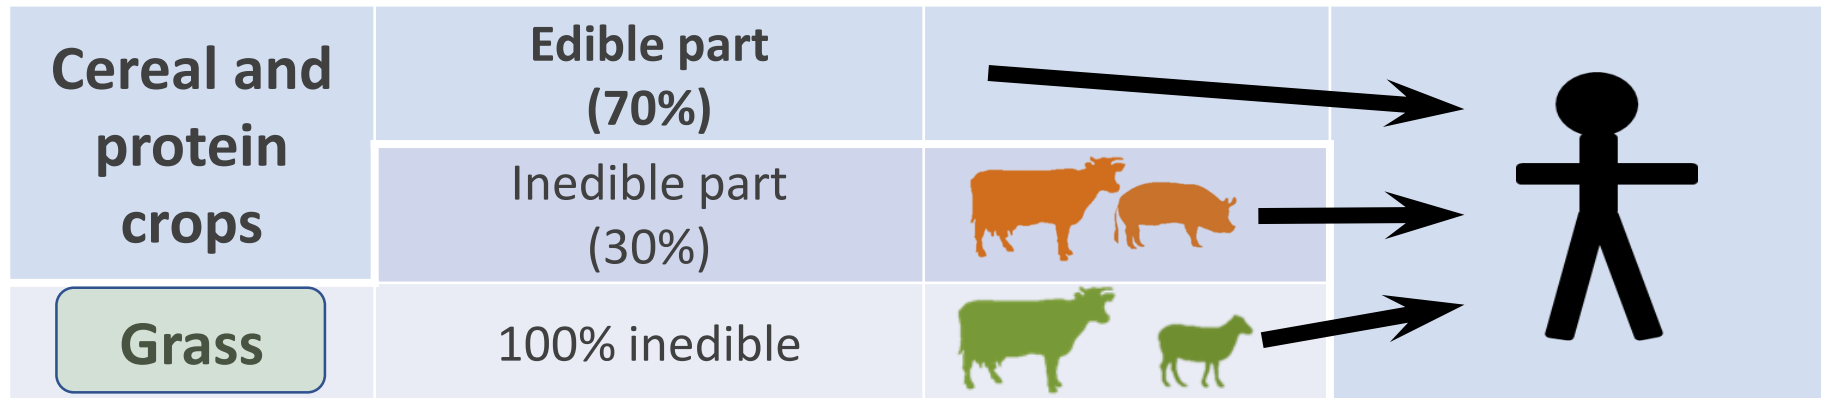 Cereal and
protein
crops
Edible part
(70%)
Inedible part
(30%)
Grass
100% inedible